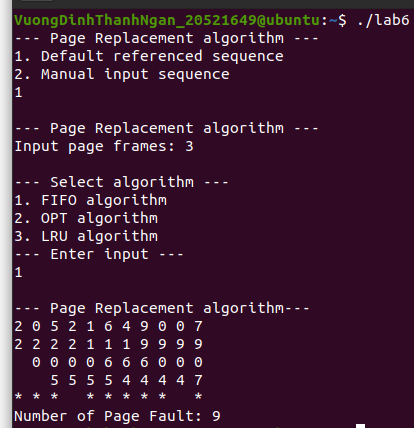 VuongDinhThanhNgan_20521649@ubuntu:~$ ./lab6
--- Page Replacement algorithm ---
1. Default referenced sequence
2. Manual input sequence
1

--- Page Replacement algorithm ---
Input page frames: 3

--- Select algorithm ---
1. FIFO algorithm
2. OPT algorithm
3. LRU algorithm
--- Enter input ---
1

--- Page Replacement algorithm---
2 0 5 2 1 6 4 9 0 0 7
2 2 2 2 1 1 1 9 9 9 9
  0 0 0 0 6 6 6 0 0 0
    5 5 5 5 4 4 4 4 7
* * *   * * * * *   *
Number of Page Fault: 9